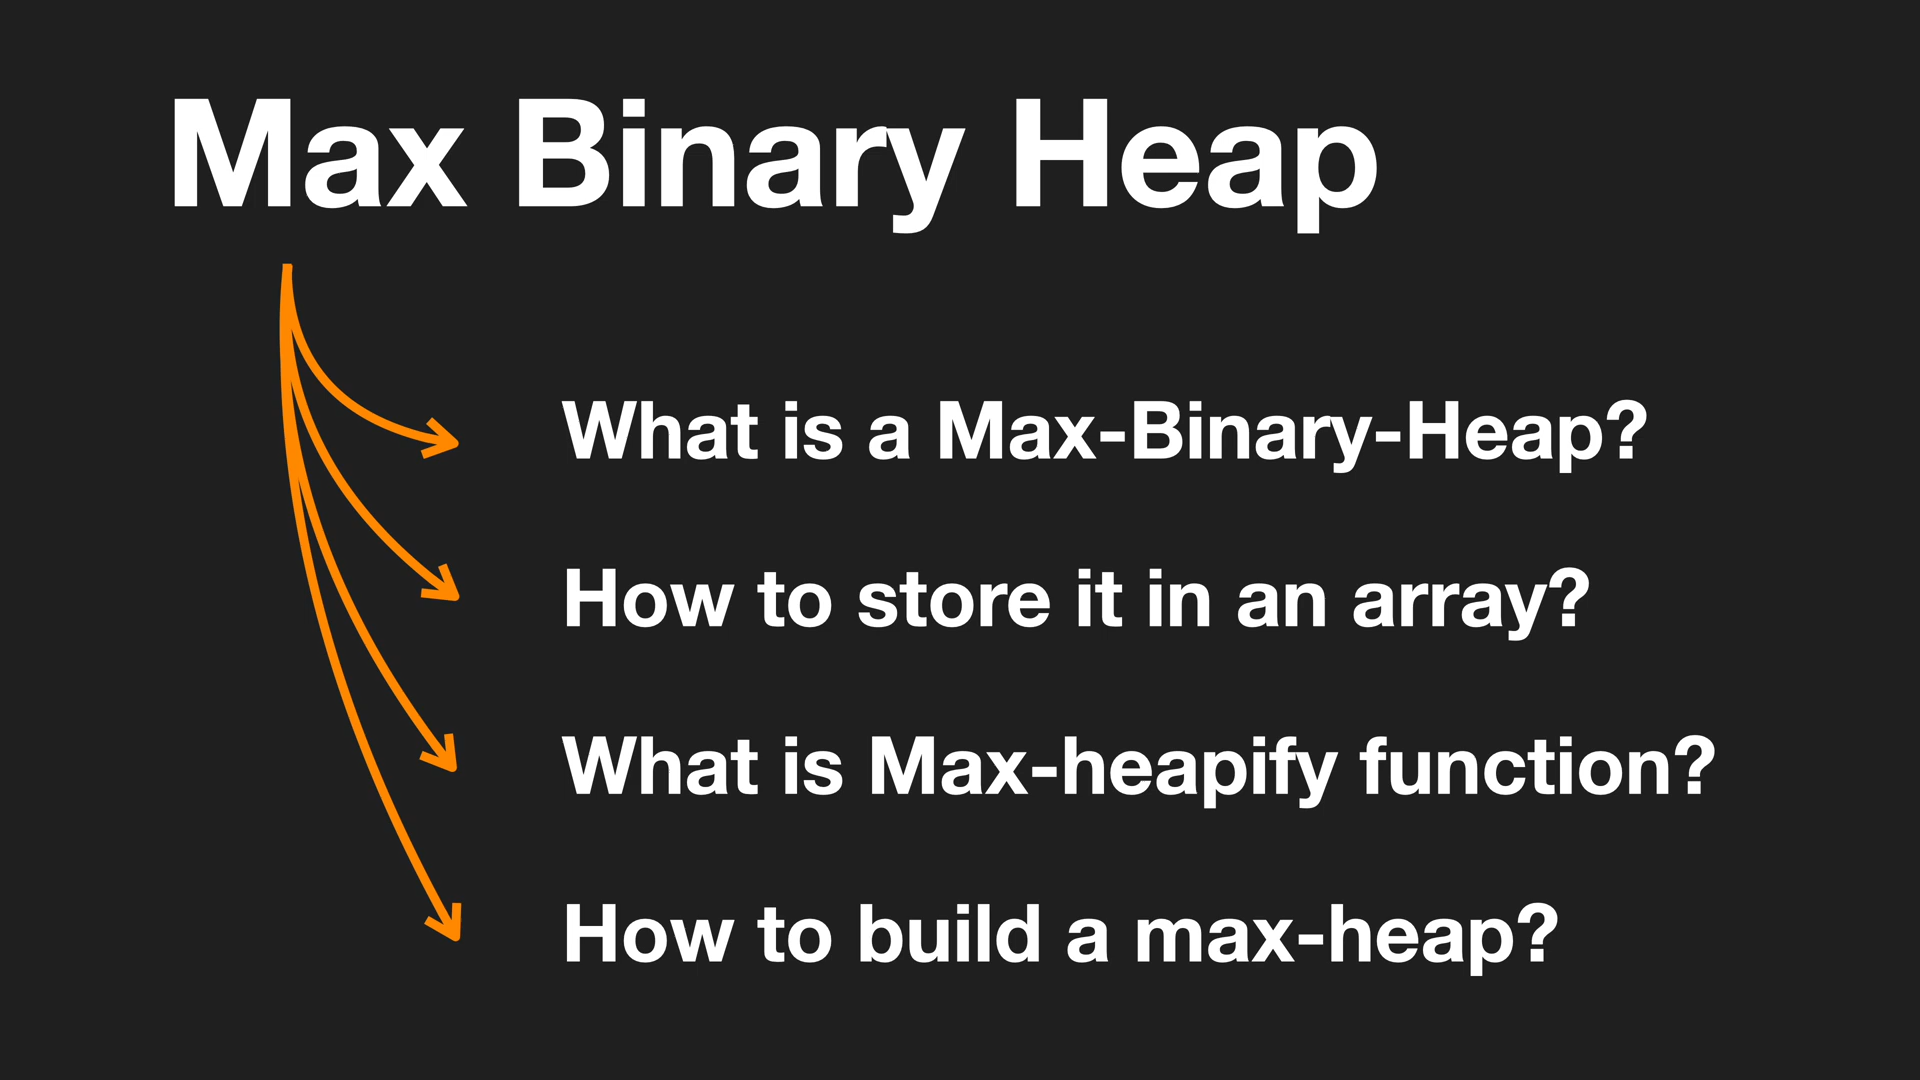 Max Binary Heap
What is a Max-Binary-Heap?
How to store it in an array?
What is Max-heapify function?
How to build a max-heap?